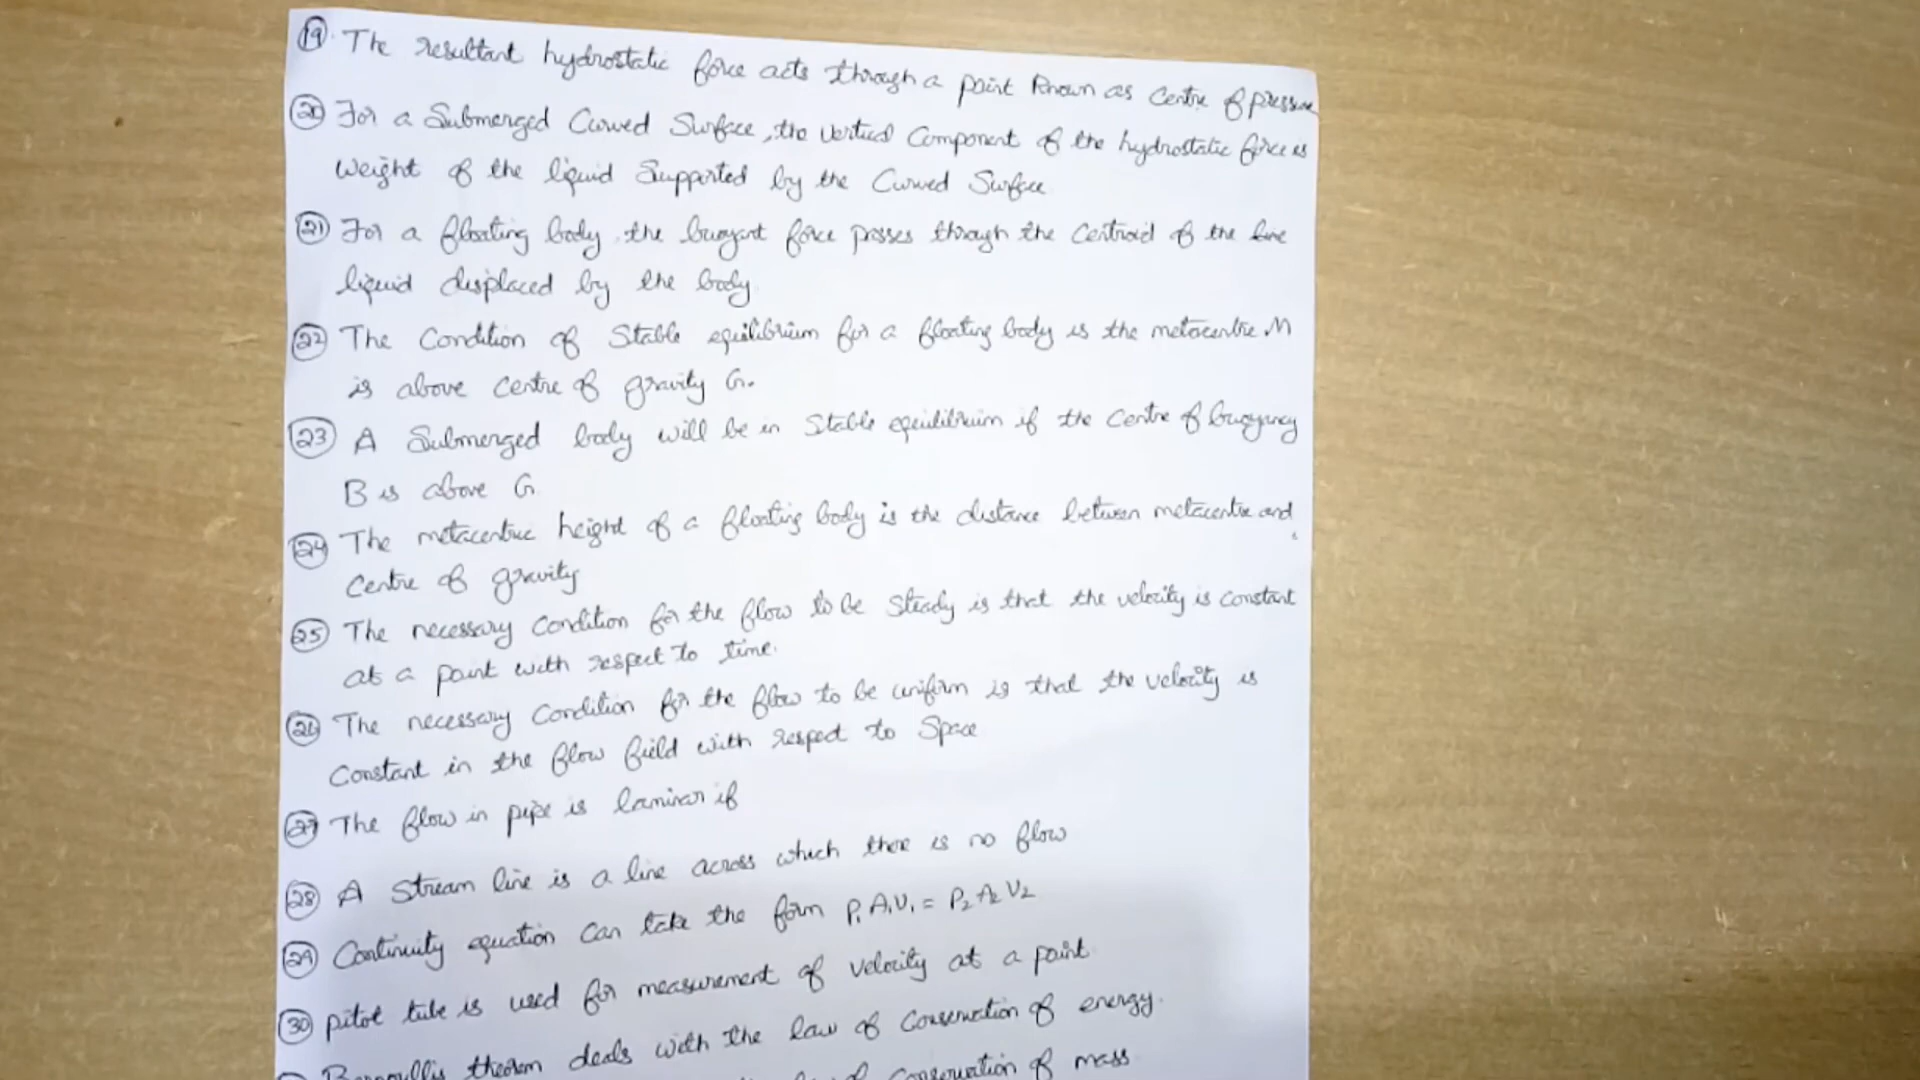 19. The resultant hydrostatic force acts through a point known as Centre of pressure
20 For a Submerged Curved Surface, the vertical Component of the hydrostatic force is
Weight of the liquid Supported by the Curved Surface
21 For a floating body the buoyant force passes through the Centroid of the
liquid displaced by the body
22 The Condition of Stable equilibrium for a floating body is the metacentre M
is above centre of gravity G.
23 A Submerged body will be in Stable equilibrium if the Centre of buoyancy
B is above G
24 The metacentric height of a floating body is the distance between metacentre and
Centre of gravity
25 The necessary condition for the flow to be Steady is that the velocity is constant
at a point with respect to time.
26 The necessary Condition for the flow to be uniform is that the velocity is
Constant in the flow field with respect to Space
27 The flow in pipe is laminar if
28 A Stream line is a line across which there is no flow
29 Continuity equation Can take the form P₁A₁V₁ = P₂A₂V₂
30 pitot tube is used for measurement of velocity at a point
theorem deals with the law of Conservation of energy.
Conservation of mass